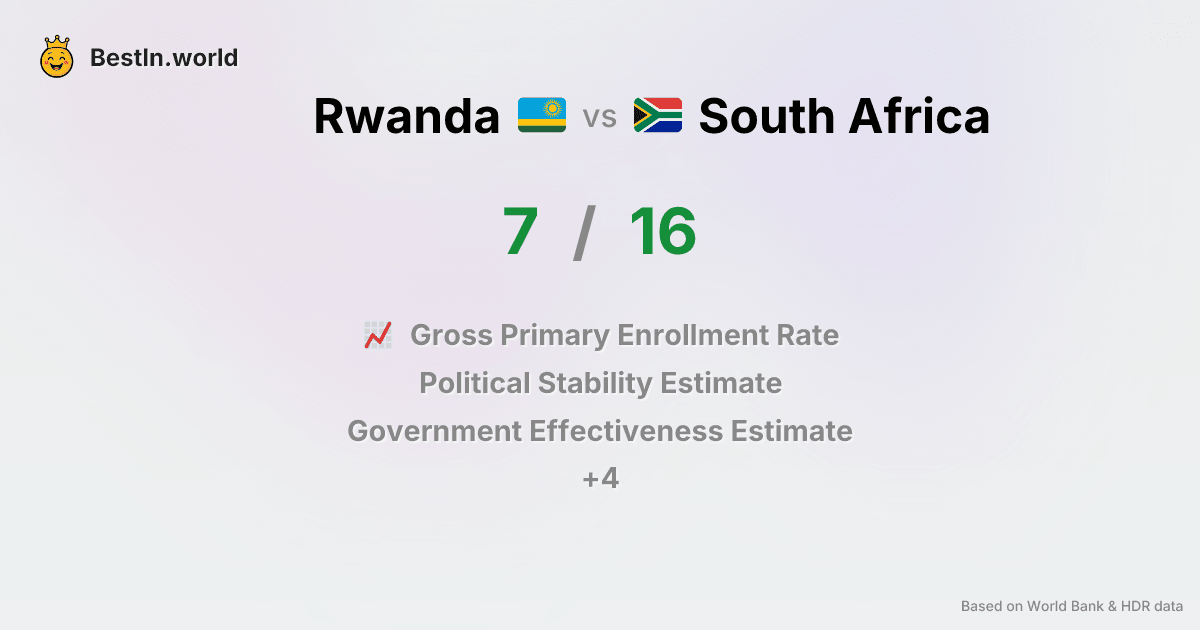 BestIn.world
Rwanda vs South Africa
7 / 16
Gross Primary Enrollment Rate
Political Stability Estimate
Government Effectiveness Estimate
+4
Based on World Bank & HDR data